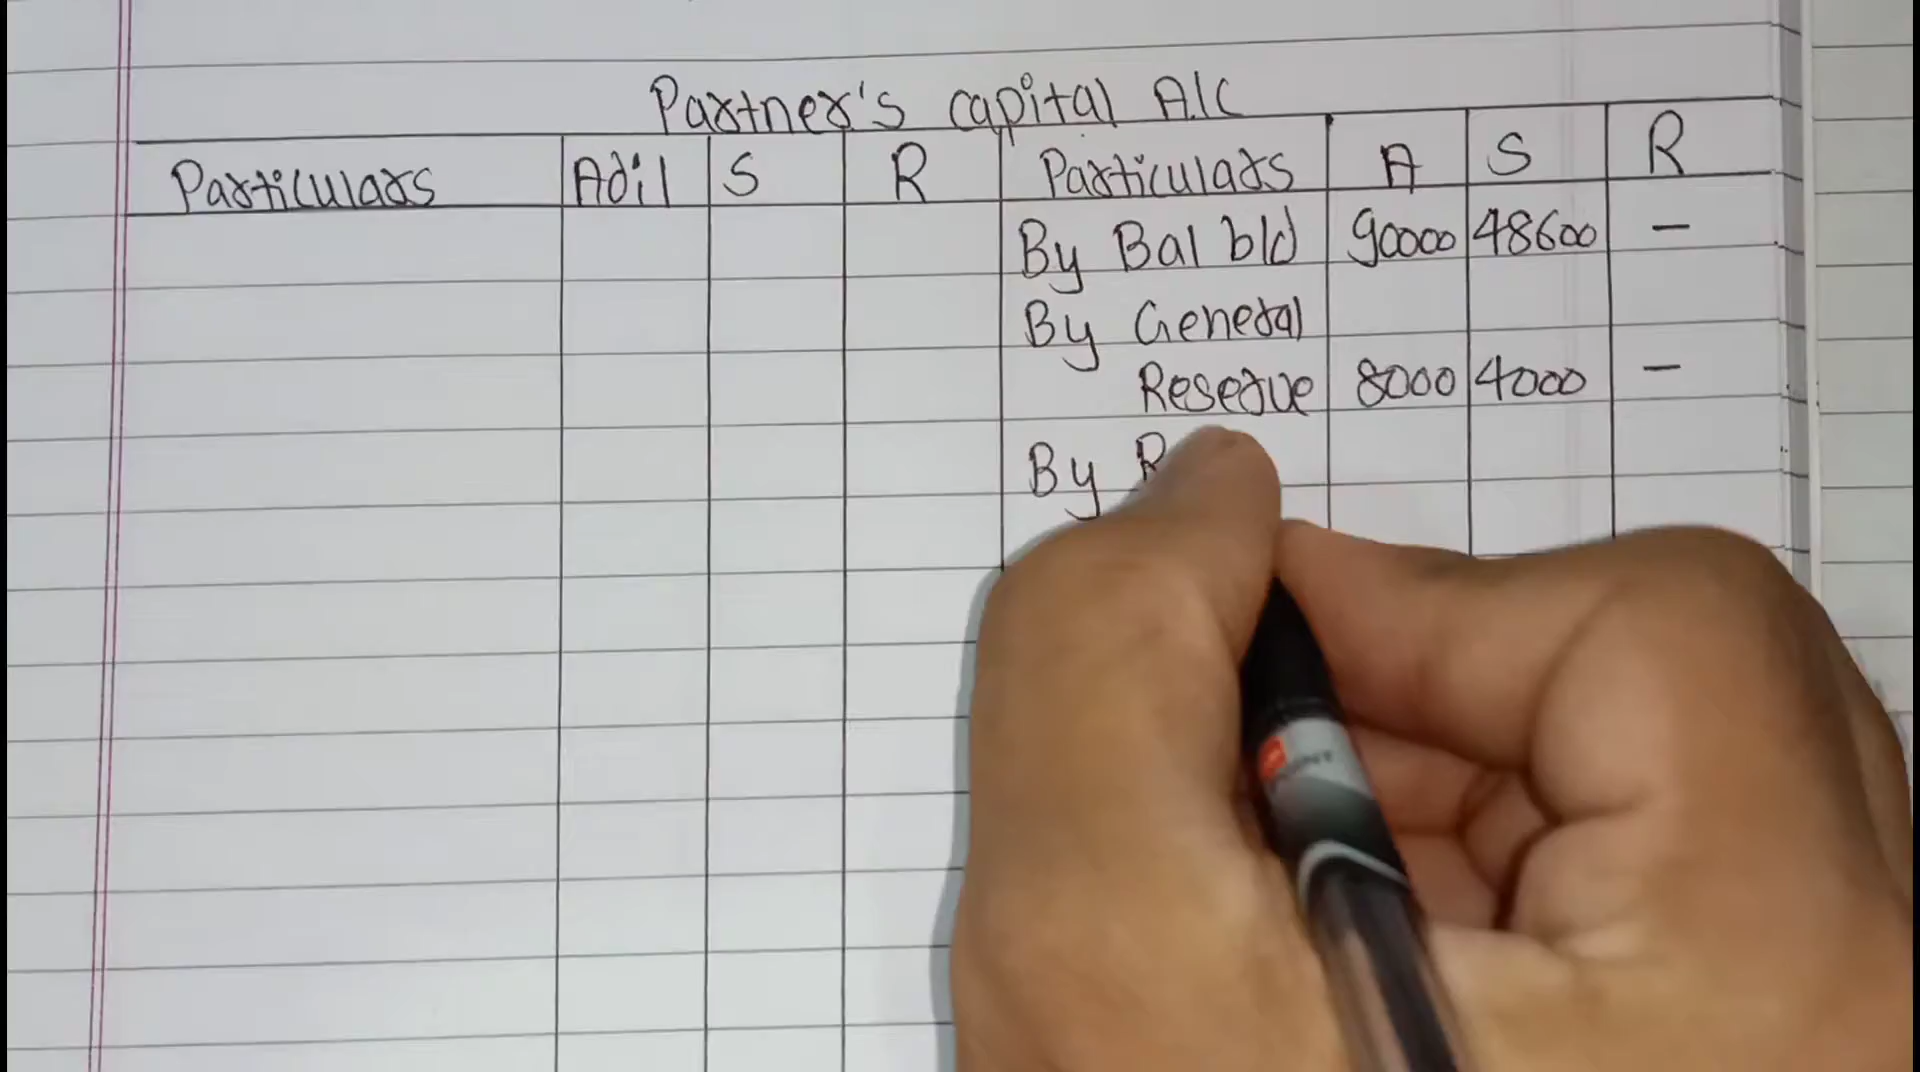 Partner's capital A/C
Particulars Adil S R Particulars A S R
By Bal b/d 90000 48600 -
By General
Reserve 8000 4000 -
By R